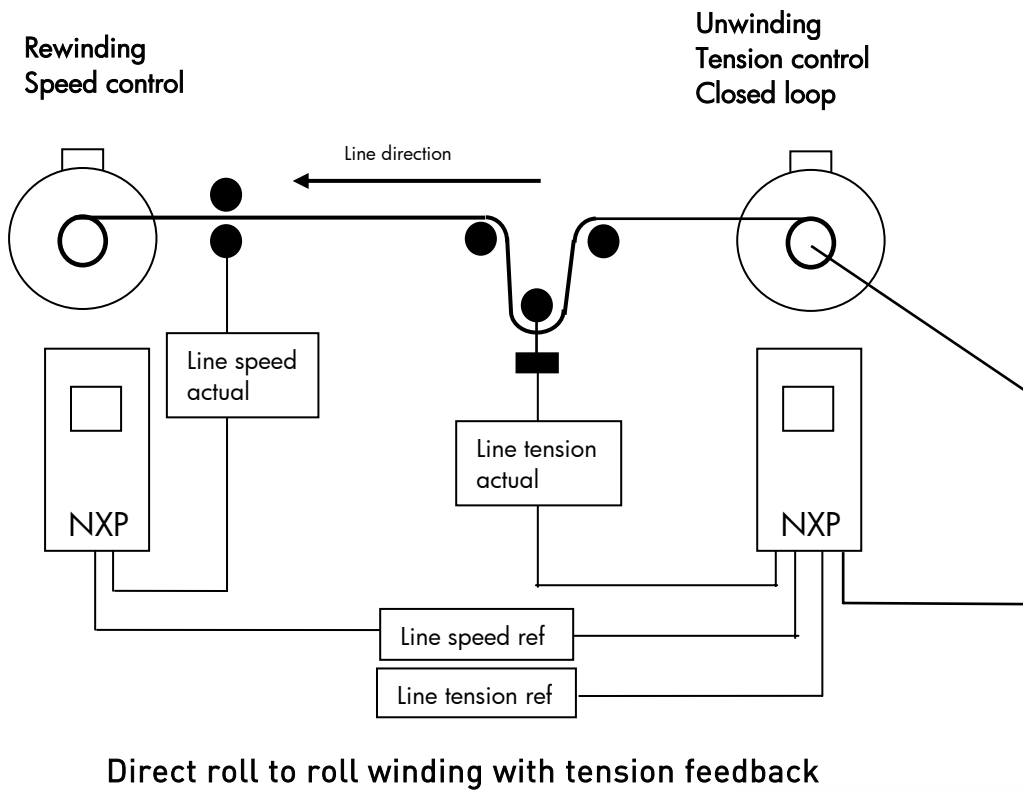 Rewinding
Speed control
Unwinding
Tension control
Closed loop
Line direction
Line speed
actual
Line tension
actual
NXP
NXP
Line speed ref
Line tension ref
Direct roll to roll winding with tension feedback